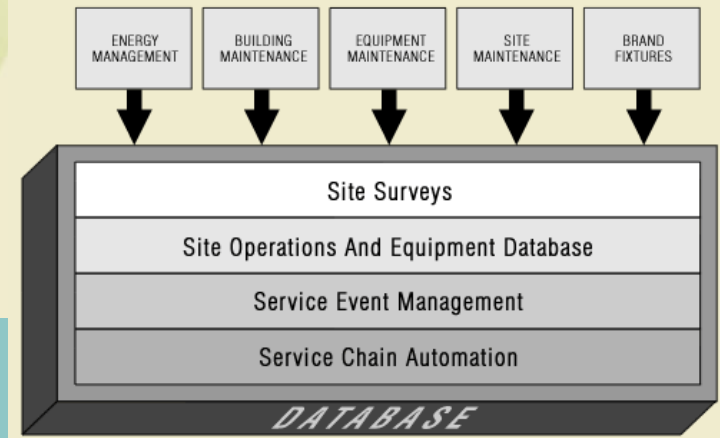 ENERGY
MANAGEMENT
BUILDING
MAINTENANCE
EQUIPMENT
MAINTENANCE
SITE
MAINTENANCE
BRAND
FIXTURES
Site Surveys
Site Operations And Equipment Database
Service Event Management
Service Chain Automation
DATABASE